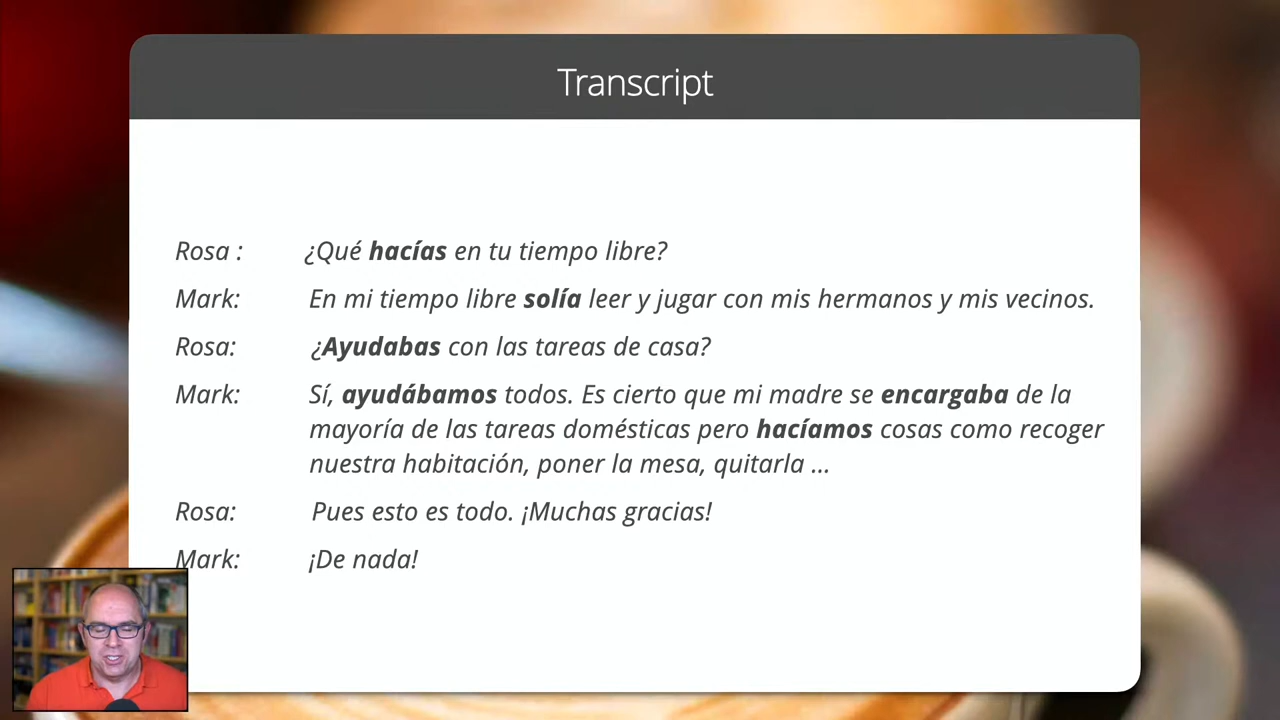 Transcript
Rosa : ¿Qué hacías en tu tiempo libre?
Mark: En mi tiempo libre solía leer y jugar con mis hermanos y mis vecinos.
Rosa: ¿Ayudabas con las tareas de casa?
Mark: Sí, ayudábamos todos. Es cierto que mi madre se encargaba de la
mayoría de las tareas domésticas pero hacíamos cosas como recoger
nuestra habitación, poner la mesa, quitarla ...
Rosa: Pues esto es todo. ¡Muchas gracias!
Mark: ¡De nada!